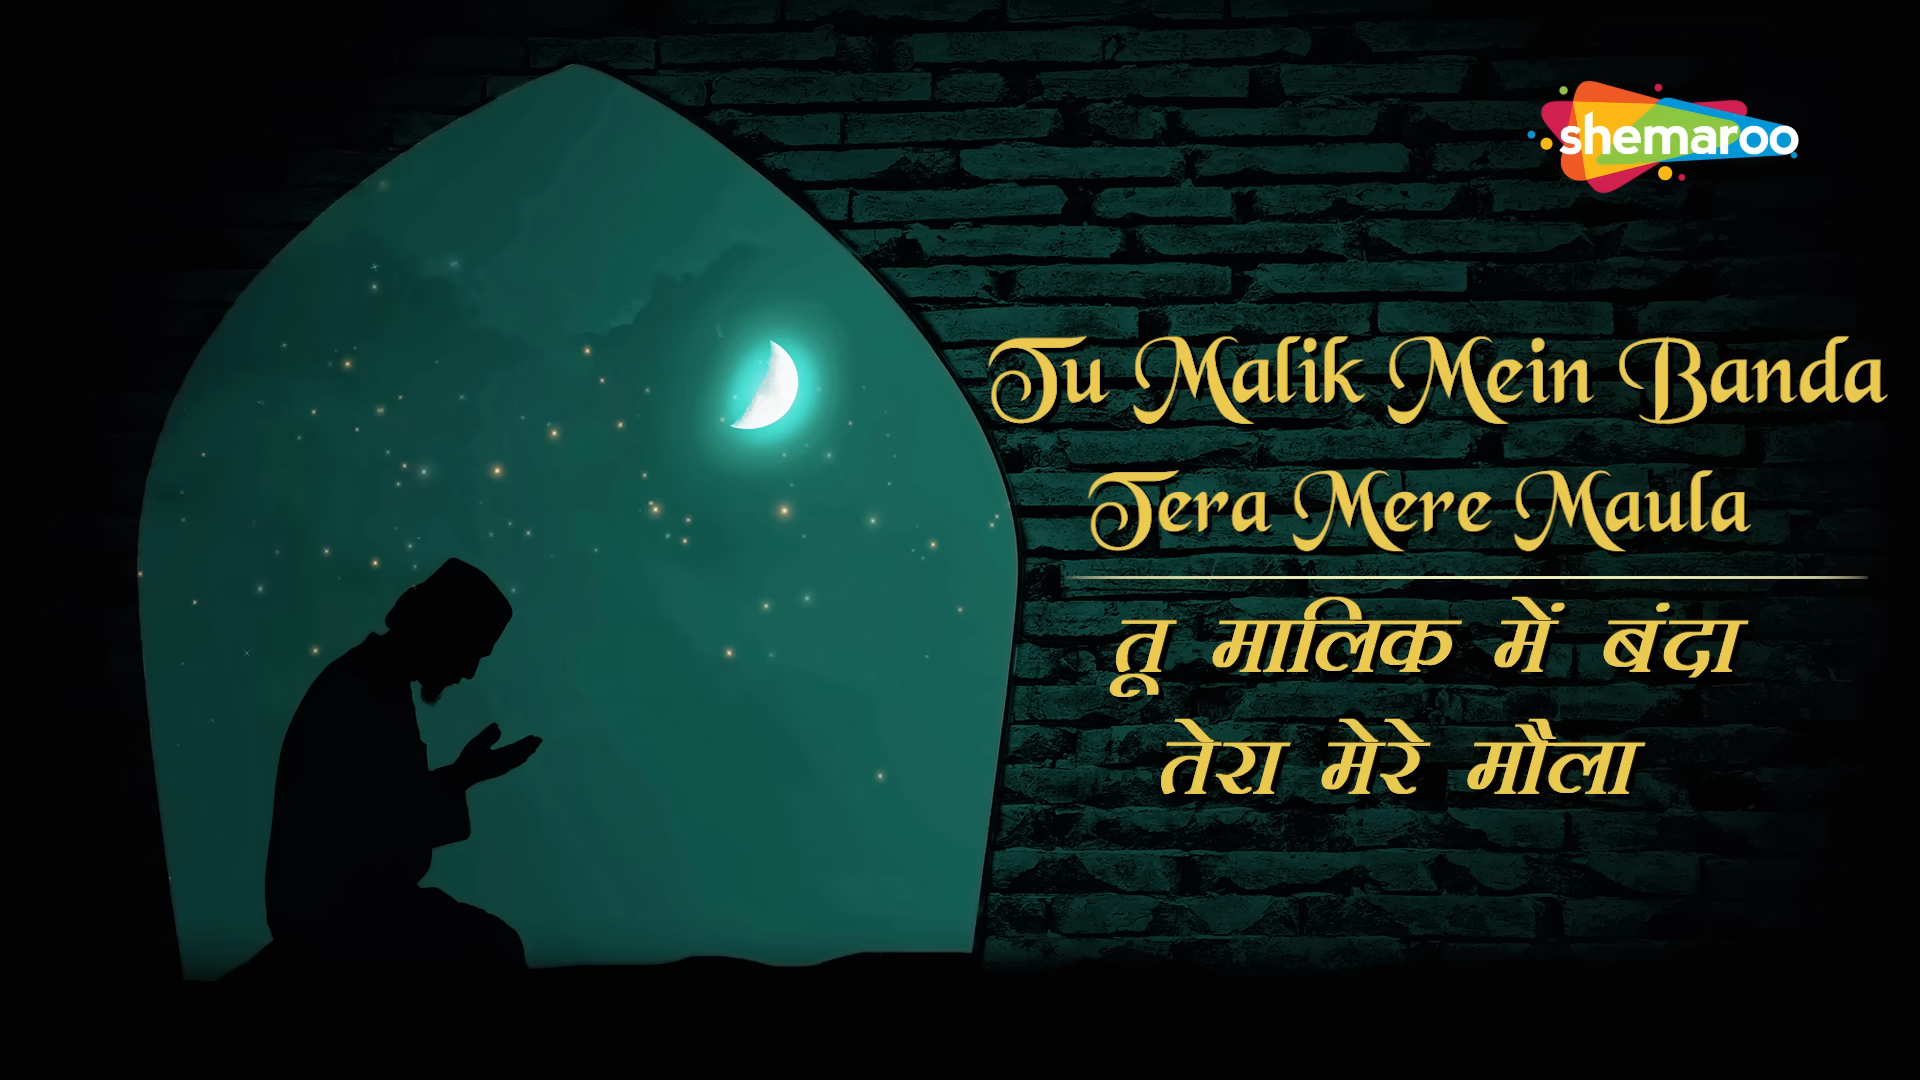 shemaroo
Tu Malik Mein Banda
Tera Mere Maula
तू मालिक में बंदा
तेरा मेरे मौला